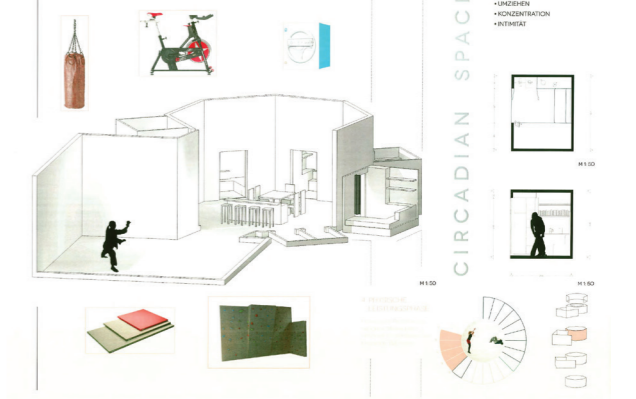 • UMZIEHEN
• KONZENTRATION
• INTIMITÄT
CIRCADIAN SPAC
M 1:50
M 1:50
M 1:50